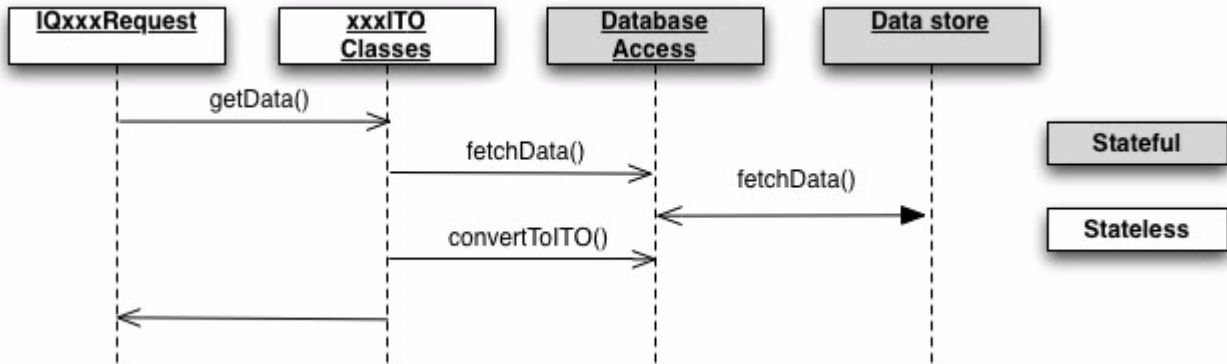 IQxxxRequest
xxxITO
Classes
Database
Access
Data store
getData()
Stateful
fetchData()
fetchData()
Stateless
convertToITO()